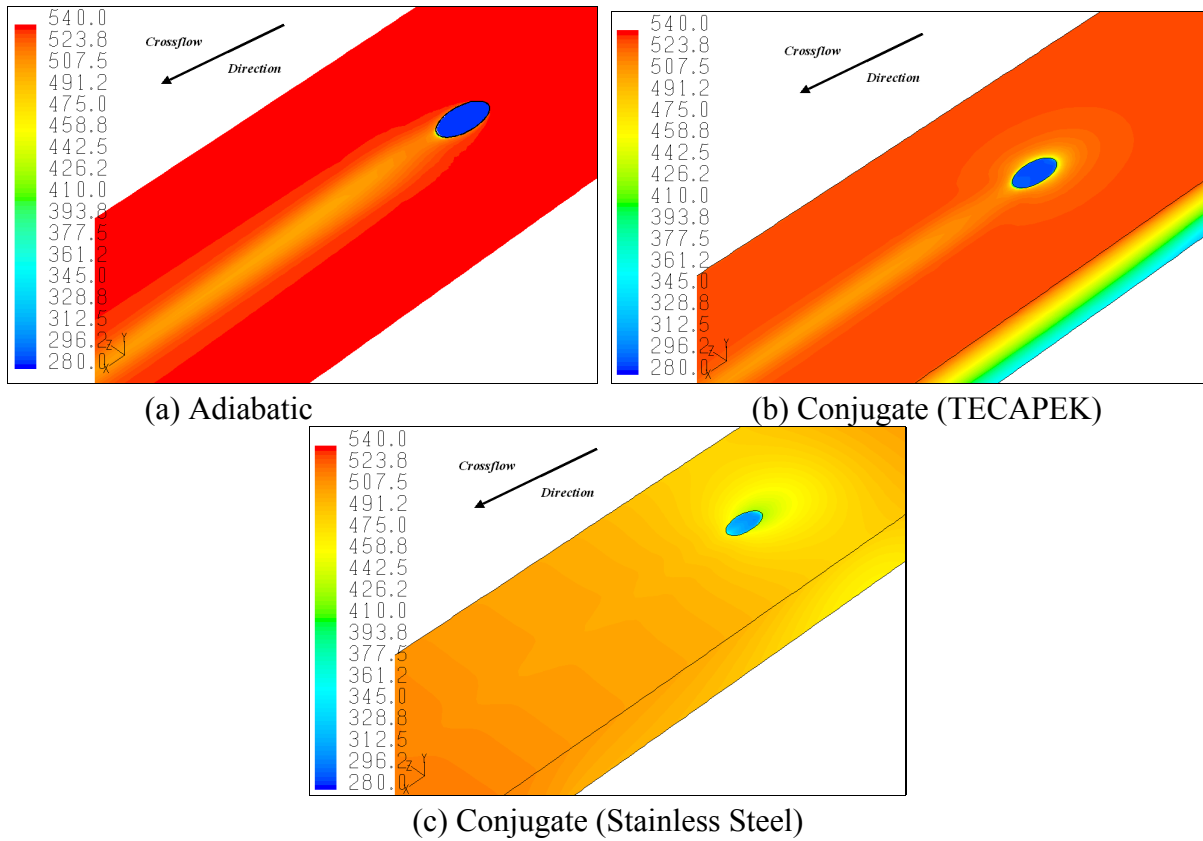 540.0
523.8
507.5
491.2
475.0
458.8
442.5
426.2
410.0
393.8
377.5
361.2
345.0
328.8
312.5
296.2
280.0
Crossflow
Direction
Y
Z
X
(a) Adiabatic
540.0
523.8
507.5
491.2
475.0
458.8
442.5
426.2
410.0
393.8
377.5
361.2
345.0
328.8
312.5
296.2
280.0
Crossflow
Direction
Y
Z
X
(b) Conjugate (TECAPEK)
540.0
523.8
507.5
491.2
475.0
458.8
442.5
426.2
410.0
393.8
377.5
361.2
345.0
328.8
312.5
296.2
280.0
Crossflow
Direction
Y
Z
X
(c) Conjugate (Stainless Steel)